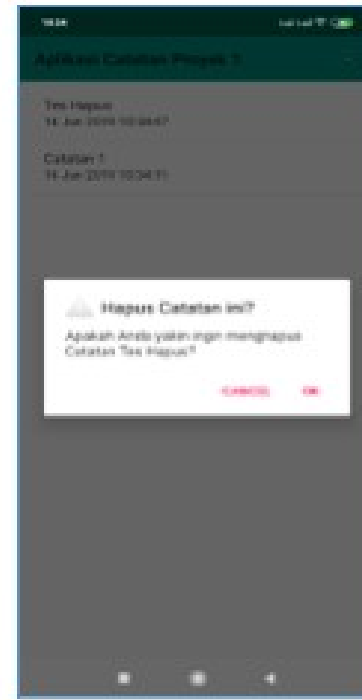 Aplikasi Catatan Proyek 1
Tes Hapus
14 Jun 2019 10:34:47
Catatan 1
14 Jun 2019 10:34:11
Hapus Catatan ini?
Apakah Anda yakin ingin menghapus
Catatan Tes Hapus?
CANCEL OK